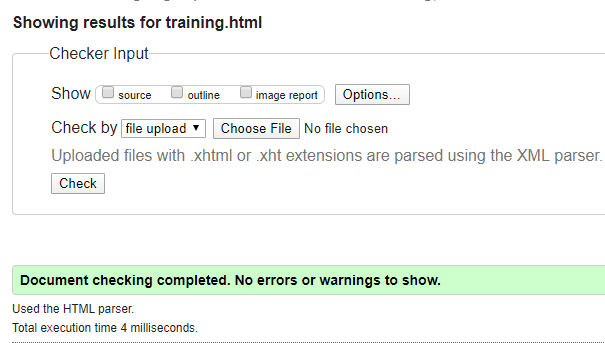 Showing results for training.html
Checker Input
Show source outline image report Options...
Check by file upload Choose File No file chosen
Uploaded files with .xhtml or .xht extensions are parsed using the XML parser.
Check
Document checking completed. No errors or warnings to show.
Used the HTML parser.
Total execution time 4 milliseconds.